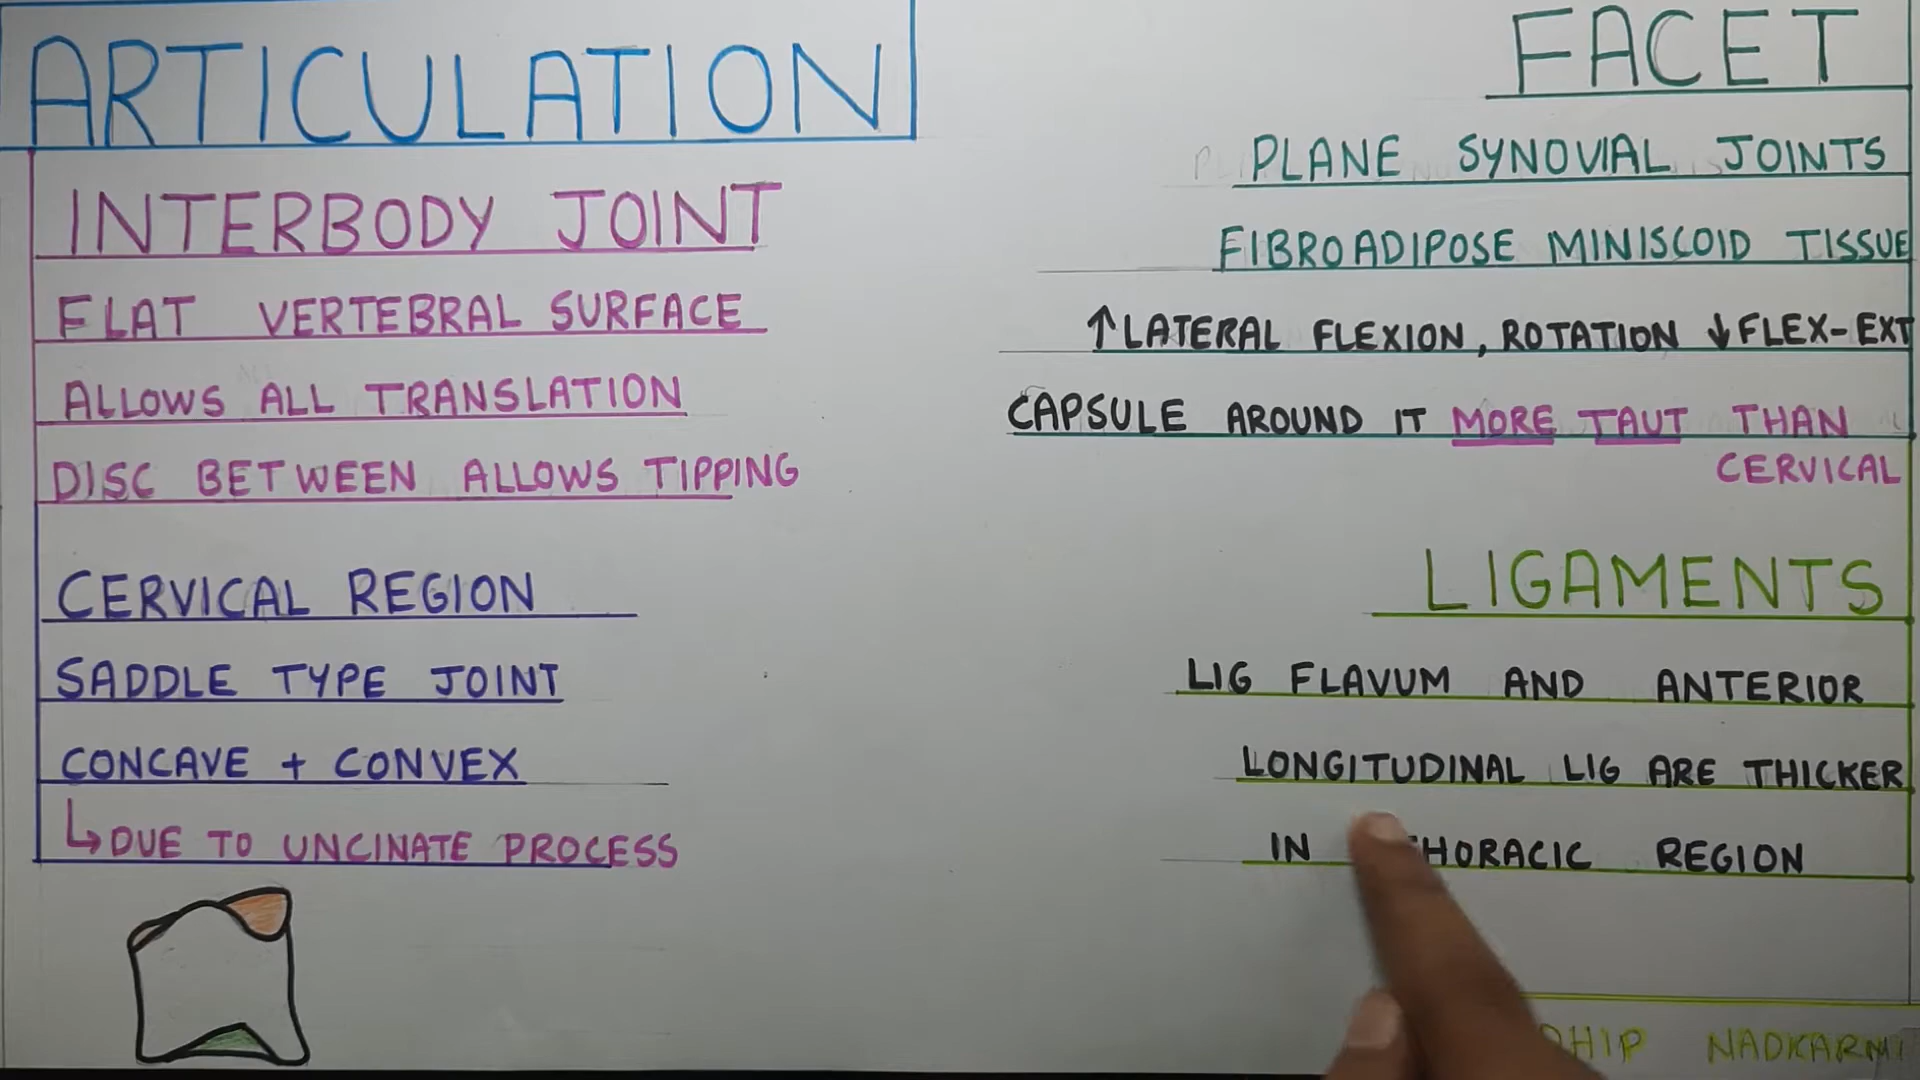 ARTICULATION
INTERBODY JOINT
FLAT VERTEBRAL SURFACE
ALLOWS ALL TRANSLATION
DISC BETWEEN ALLOWS TIPPING
CERVICAL REGION
SADDLE TYPE JOINT
CONCAVE + CONVEX
↳DUE TO UNCINATE PROCESS
FACET
PLANE SYNOVIAL JOINTS
FIBROADIPOSE MINISCOID TISSUE
↑LATERAL FLEXION, ROTATION ↓FLEX-EXT
CAPSULE AROUND IT MORE TAUT THAN
CERVICAL
LIGAMENTS
LIG FLAVUM AND ANTERIOR
LONGITUDINAL LIG ARE THICKER
IN HORACIC REGION
NADKARNI